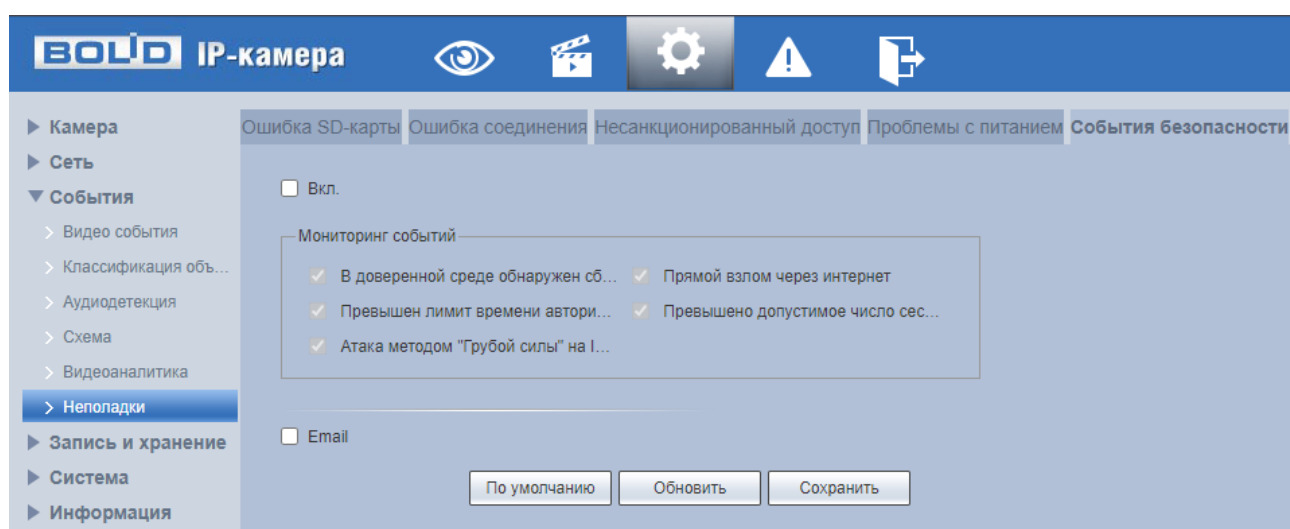 BOLID IP-камера
Камера
Сеть
События
Видео события
Классификация объ...
Аудиодетекция
Схема
Видеоаналитика
Неполадки
Запись и хранение
Система
Информация
Ошибка SD-карты Ошибка соединения Несанкционированный доступ Проблемы с питанием События безопасности
Вкл.
Мониторинг событий
В доверенной среде обнаружен сб... Прямой взлом через интернет
Превышен лимит времени автори... Превышено допустимое число сес...
Атака методом "Грубой силы" на I...
Email
По умолчанию Обновить Сохранить